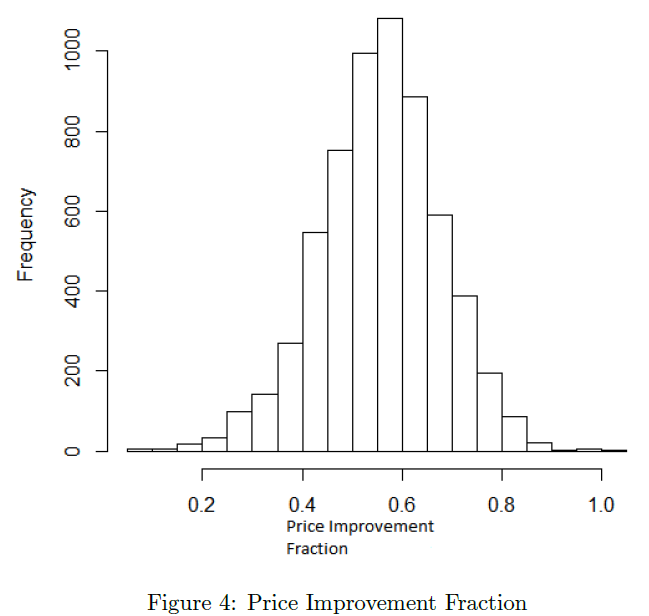 1000
800
600
400
200
0
Frequency
0.2 0.4 0.6 0.8 1.0
Price Improvement
Fraction
Figure 4: Price Improvement Fraction